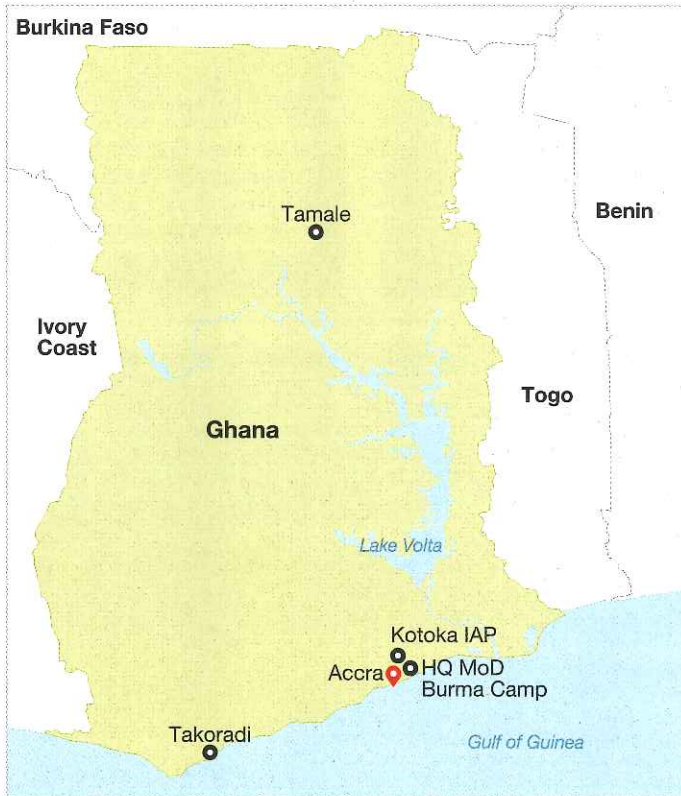 Burkina Faso
Tamale
Benin
Ivory
Coast
Togo
Ghana
Lake Volta
Kotoka IAP
Accra
HQ MoD
Burma Camp
Takoradi
Gulf of Guinea